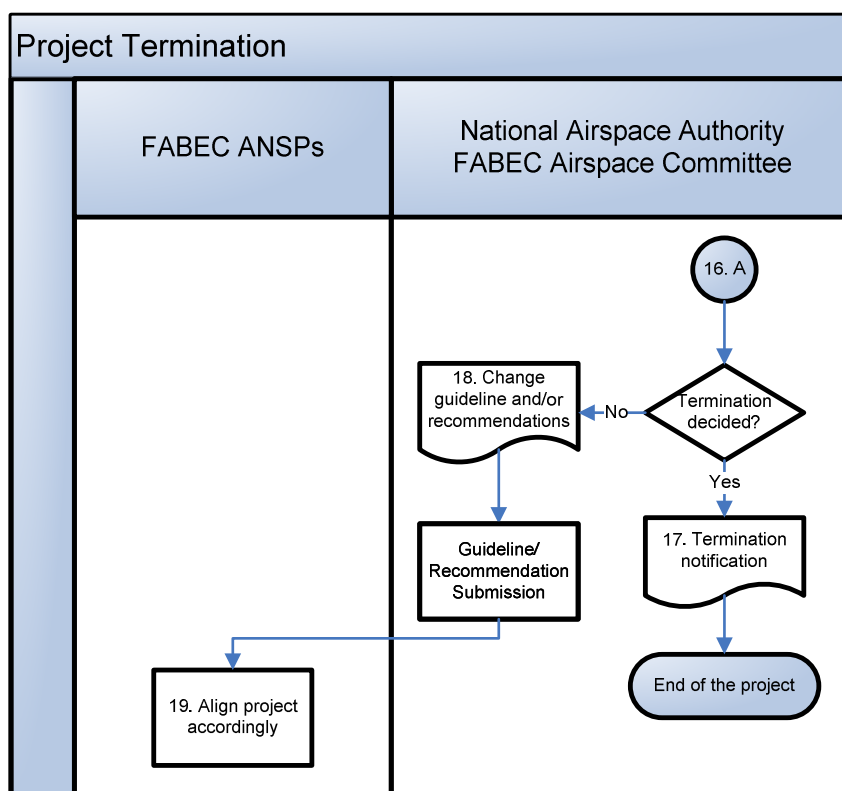 Project Termination
FABEC ANSPs
National Airspace Authority
FABEC Airspace Committee
16. A
Termination
decided?
No
Yes
18. Change
guideline and/or
recommendations
17. Termination
notification
Guideline/
Recommendation
Submission
End of the project
19. Align project
accordingly